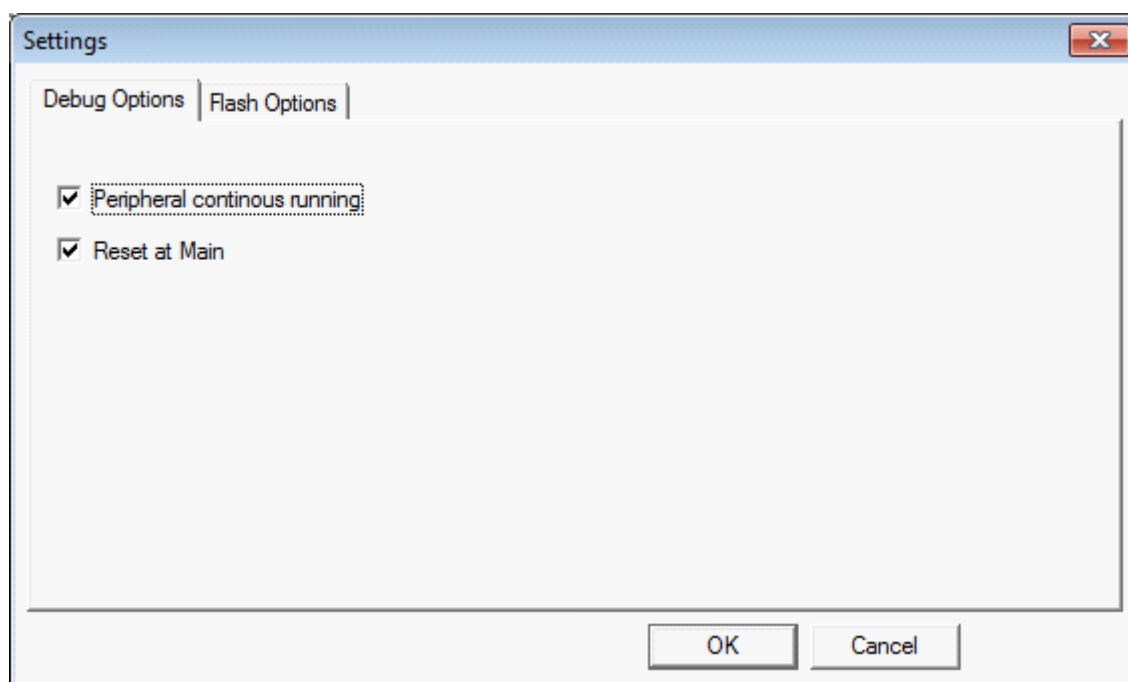 Settings
Debug Options Flash Options
Peripheral continous running
Reset at Main
OK Cancel